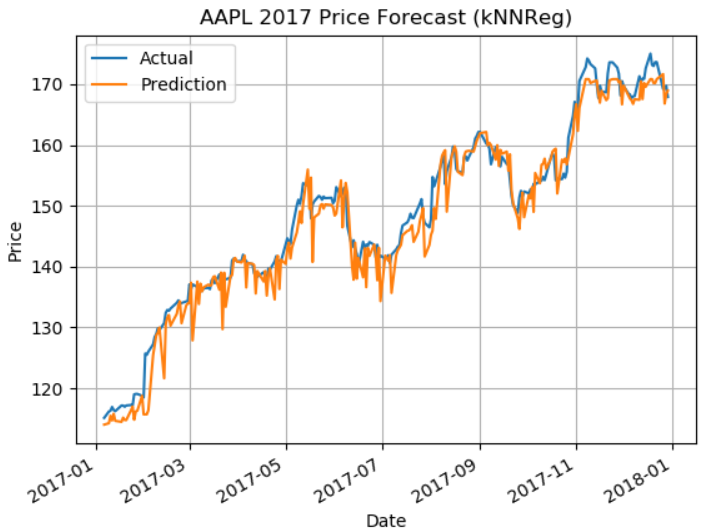 AAPL 2017 Price Forecast (kNNReg)
Actual
Prediction
170
160
150
140
130
120
Price
2017-01
2017-03
2017-05
2017-07
2017-09
2017-11
2018-01
Date